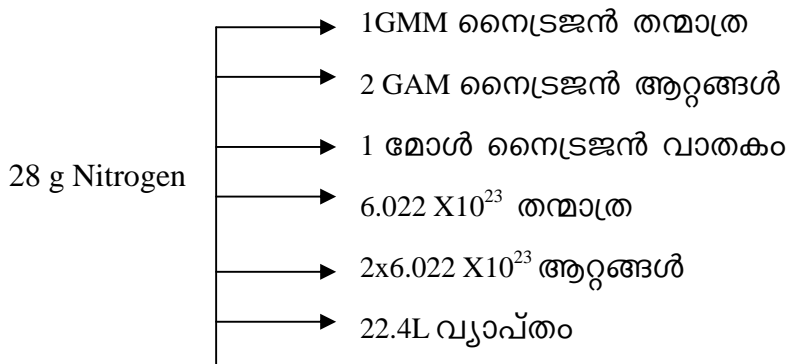 1GMM നൈട്രജൻ തന്മാത്ര
2 GAM നൈട്രജൻ ആറ്റങ്ങൾ
1 മോൾ നൈട്രജൻ വാതകം
28 g Nitrogen
6.022 X10²³ തന്മാത്ര
2x6.022 X10²³ ആറ്റങ്ങൾ
22.4L വ്യാപ്തം